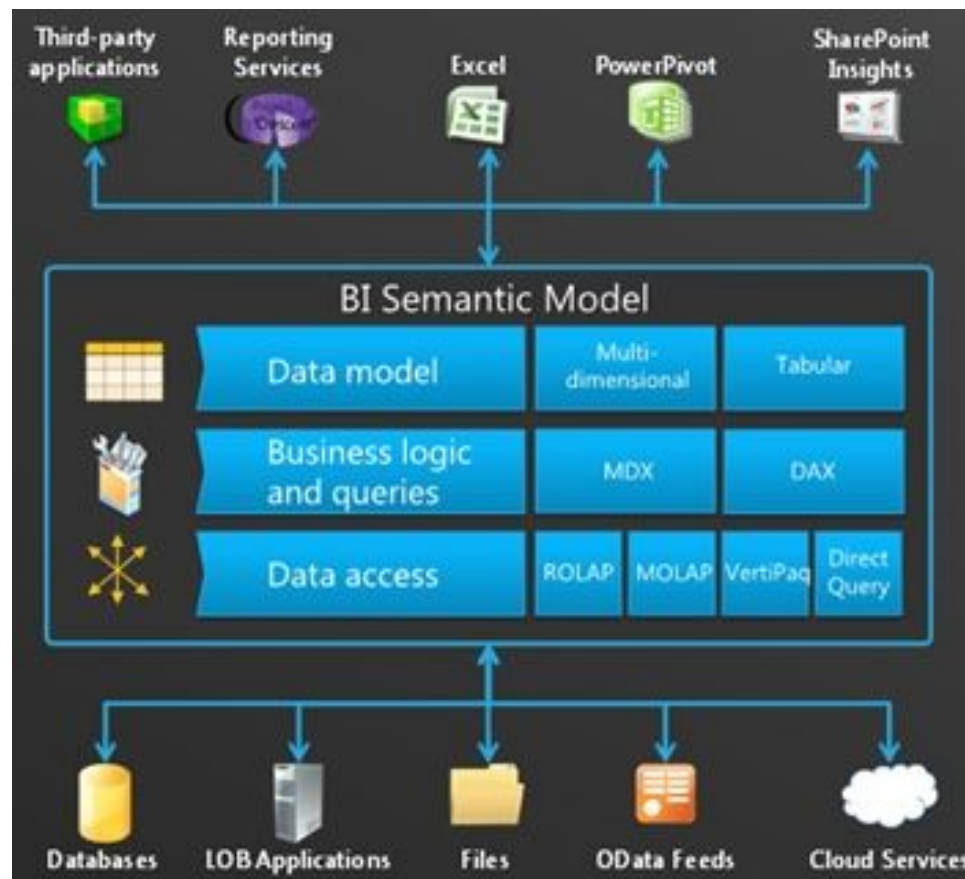 Third-party
applications
Reporting
Services
Excel
PowerPivot
SharePoint
Insights
BI Semantic Model
Data model
Multi-
dimensional
Tabular
Business logic
and queries
MDX
DAX
Data access
ROLAP
MOLAP
VertiPaq
Direct
Query
Databases
LOB Applications
Files
OData Feeds
Cloud Services